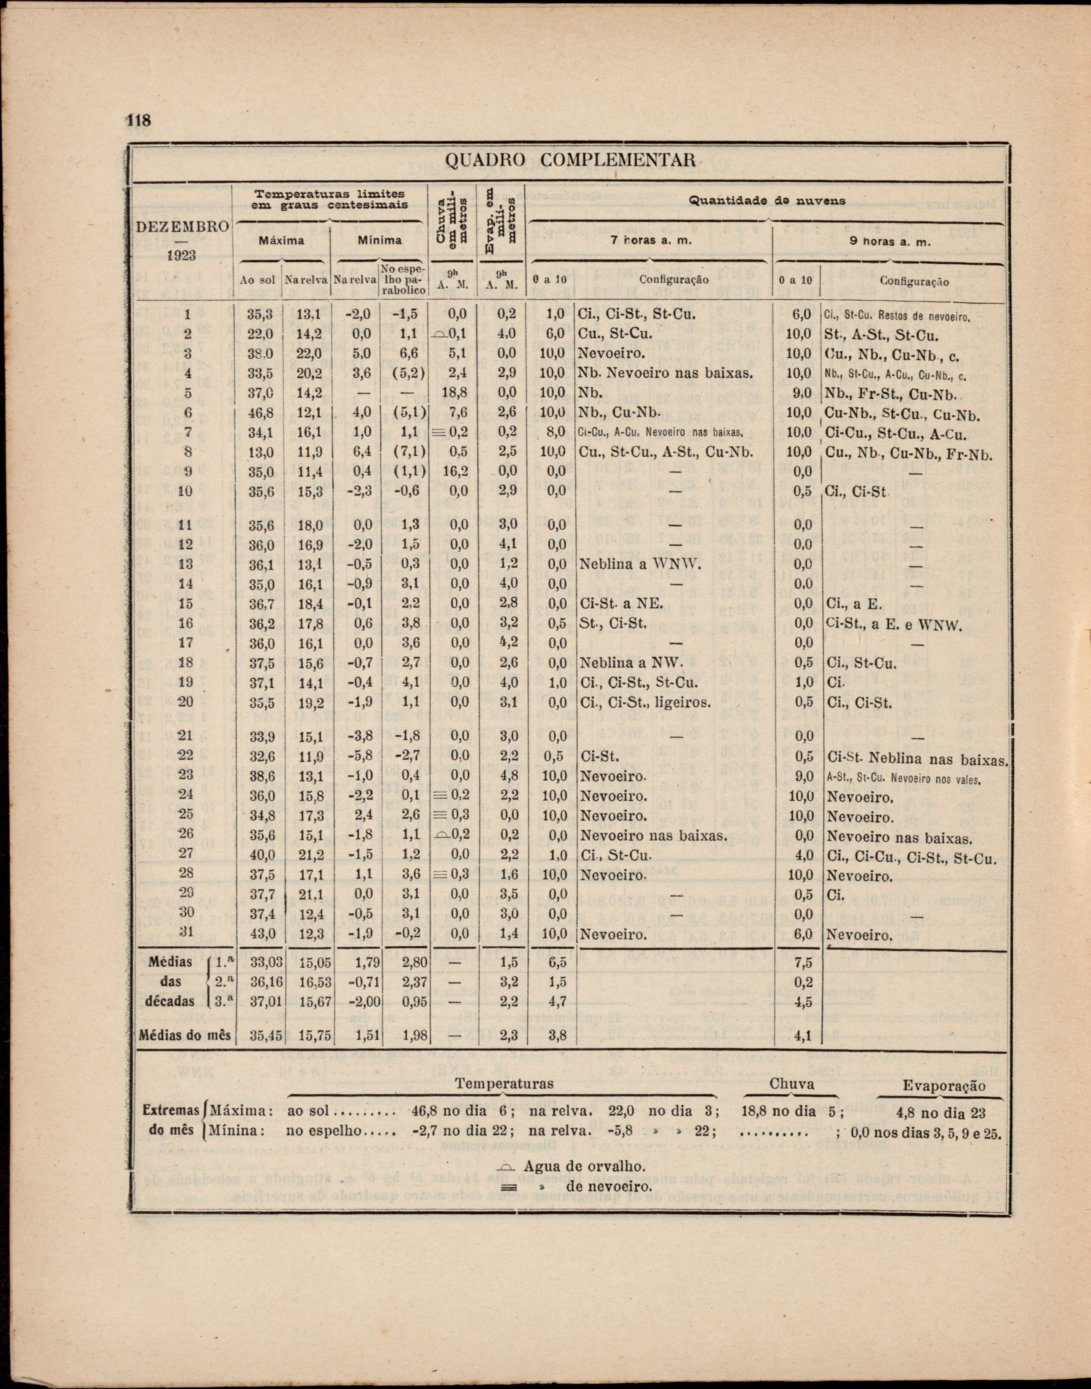 118
QUADRO COMPLEMENTAR
DEZEMBRO
—
1923
Temperaturas limites
em graus centesimais
Chuva em milímetros
Evap. em milímetros
Quantidade de nuvens
Máxima Mínima 7 horas a. m. 9 horas a. m.
Ao sol Na relva Na relva No espelho parabolico 9h A. M. 9h A. M. 0 a 10 Configuração 0 a 10 Configuração
1 35,3 13,1 -2,0 -1,5 0,0 0,2 1,0 Ci., Ci-St., St-Cu. 6,0 Ci., St-Cu. Restos de nevoeiro.
2 22,0 14,2 0,0 1,1 ⌓0,1 4,0 6,0 Cu., St-Cu. 10,0 St., A-St., St-Cu.
3 38.0 22,0 5,0 6,6 5,1 0,0 10,0 Nevoeiro. 10,0 Cu., Nb., Cu-Nb., c.
4 33,5 20,2 3,6 (5,2) 2,4 2,9 10,0 Nb. Nevoeiro nas baixas. 10,0 Nb., St-Cu., A-Cu., Cu-Nb., c.
5 37,0 14,2 — — 18,8 0,0 10,0 Nb. 9,0 Nb., Fr-St., Cu-Nb.
6 46,8 12,1 4,0 (5,1) 7,6 2,6 10,0 Nb., Cu-Nb. 10,0 Cu-Nb., St-Cu., Cu-Nb.
7 34,1 16,1 1,0 1,1 ≡0,2 0,2 8,0 Ci-Cu., A-Cu. Nevoeiro nas baixas. 10,0 Ci-Cu., St-Cu., A-Cu.
8 13,0 11,9 6,4 (7,1) 0,5 2,5 10,0 Cu., St-Cu., A-St., Cu-Nb. 10,0 Cu., Nb., Cu-Nb., Fr-Nb.
9 35,0 11,4 0,4 (1,1) 16,2 0,0 0,0 — 0,0 —
10 35,6 15,3 -2,3 -0,6 0,0 2,9 0,0 — 0,5 Ci., Ci-St
11 35,6 18,0 0,0 1,3 0,0 3,0 0,0 — 0,0 —
12 36,0 16,9 -2,0 1,5 0,0 4,1 0,0 — 0,0 —
13 36,1 13,1 -0,5 0,3 0,0 1,2 0,0 Neblina a WNW. 0,0 —
14 35,0 16,1 -0,9 3,1 0,0 4,0 0,0 — 0,0 —
15 36,7 18,4 -0,1 2,2 0,0 2,8 0,0 Ci-St. a NE. 0,0 Ci., a E.
16 36,2 17,8 0,6 3,8 0,0 3,2 0,5 St., Ci-St. 0,0 Ci-St., a E. e WNW.
17 36,0 16,1 0,0 3,6 0,0 4,2 0,0 — 0,0 —
18 37,5 15,6 -0,7 2,7 0,0 2,6 0,0 Neblina a NW. 0,5 Ci., St-Cu.
19 37,1 14,1 -0,4 4,1 0,0 4,0 1,0 Ci., Ci-St., St-Cu. 1,0 Ci.
20 35,5 19,2 -1,9 1,1 0,0 3,1 0,0 Ci., Ci-St., ligeiros. 0,5 Ci., Ci-St.
21 33,9 15,1 -3,8 -1,8 0,0 3,0 0,0 — 0,0 —
22 32,6 11,9 -5,8 -2,7 0,0 2,2 0,5 Ci-St. 0,5 Ci-St. Neblina nas baixas.
23 38,6 13,1 -1,0 0,4 0,0 4,8 10,0 Nevoeiro. 9,0 A-St., St-Cu. Nevoeiro nos vales.
24 36,0 15,8 -2,2 0,1 ≡0,2 2,2 10,0 Nevoeiro. 10,0 Nevoeiro.
25 34,8 17,3 2,4 2,6 ≡0,3 0,0 10,0 Nevoeiro. 10,0 Nevoeiro.
26 35,6 15,1 -1,8 1,1 ⌓0,2 0,2 0,0 Nevoeiro nas baixas. 0,0 Nevoeiro nas baixas.
27 40,0 21,2 -1,5 1,2 0,0 2,2 1,0 Ci., St-Cu. 4,0 Ci., Ci-Cu., Ci-St., St-Cu.
28 37,5 17,1 1,1 3,6 ≡0,3 1,6 10,0 Nevoeiro. 10,0 Nevoeiro.
29 37,7 21,1 0,0 3,1 0,0 3,5 0,0 — 0,5 Ci.
30 37,4 12,4 -0,5 3,1 0,0 3,0 0,0 — 0,0 —
31 43,0 12,3 -1,9 -0,2 0,0 1,4 10,0 Nevoeiro. 6,0 Nevoeiro.
Médias 1.ª 33,03 15,05 1,79 2,80 — 1,5 6,5 7,5
das 2.ª 36,16 16,53 -0,71 2,37 — 3,2 1,5 0,2
décadas 3.ª 37,01 15,67 -2,00 0,95 — 2,2 4,7 4,5
Médias do mês 35,45 15,75 1,51 1,98 — 2,3 3,8 4,1
Temperaturas Chuva Evaporação
Extremas Máxima: ao sol ......... 46,8 no dia 6; na relva. 22,0 no dia 3; 18,8 no dia 5; 4,8 no dia 23
do mês Mínina: no espelho..... -2,7 no dia 22; na relva. -5,8 » » 22; .......... ; 0,0 nos dias 3, 5, 9 e 25.
⌓ Agua de orvalho.
≡ » de nevoeiro.